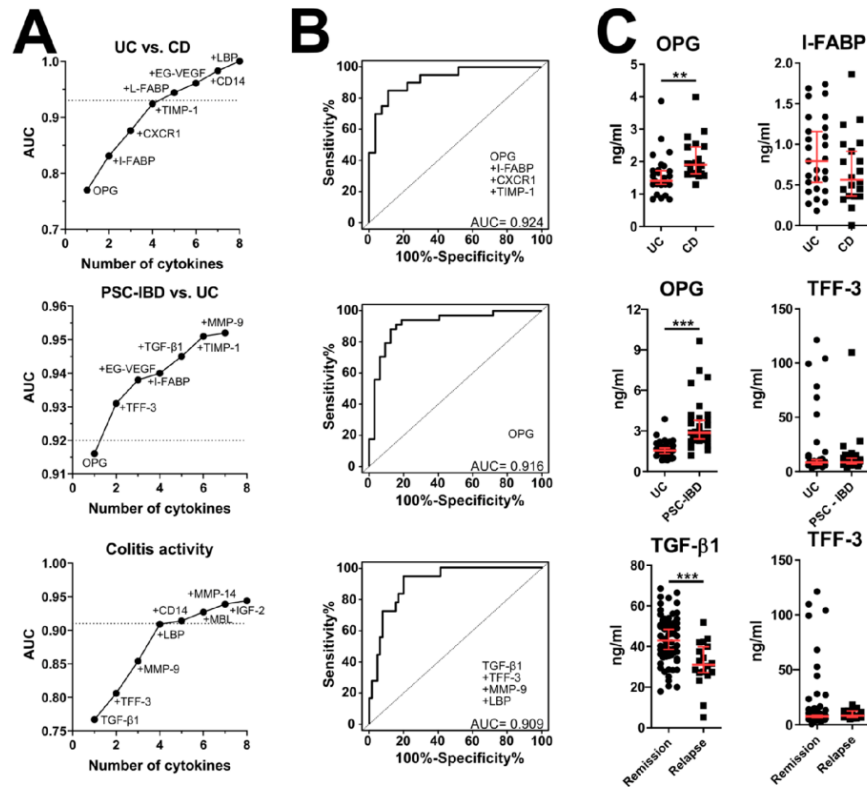 A
B
C
UC vs. CD
AUC
1.0
0.9
0.8
0.7
0 2 4 6 8
Number of cytokines
OPG
+I-FABP
+CXCR1
+TIMP-1
+L-FABP
+EG-VEGF
+CD14
+LBP
Sensitivity%
100
80
60
40
20
0
0 20 40 60 80 100
100%-Specificity%
OPG
+I-FABP
+CXCR1
+TIMP-1
AUC= 0.924
OPG
**
ng/ml
5
4
3
2
1
0
UC CD
I-FABP
ng/ml
2.0
1.5
1.0
0.5
0.0
UC CD
PSC-IBD vs. UC
AUC
0.96
0.95
0.94
0.93
0.92
0.91
0 2 4 6 8
Number of cytokines
OPG
+TFF-3
+EG-VEGF
+I-FABP
+TGF-β1
+TIMP-1
+MMP-9
Sensitivity%
100
80
60
40
20
0
0 20 40 60 80 100
100%-Specificity%
OPG
AUC= 0.916
OPG
***
ng/ml
12
9
6
3
0
UC PSC-IBD
TFF-3
ng/ml
150
100
50
0
UC PSC - IBD
Colitis activity
AUC
1.00
0.95
0.90
0.85
0.80
0.75
0 2 4 6 8
Number of cytokines
TGF-β1
+TFF-3
+MMP-9
+LBP
+CD14
+MBL
+MMP-14
+IGF-2
Sensitivity%
100
80
60
40
20
0
0 20 40 60 80 100
100%-Specificity%
TGF-β1
+TFF-3
+MMP-9
+LBP
AUC= 0.909
TGF-β1
***
ng/ml
80
60
40
20
0
Remission Relapse
TFF-3
ng/ml
150
100
50
0
Remission Relapse